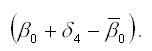 (β₀ + δ₄ − β̅₀).